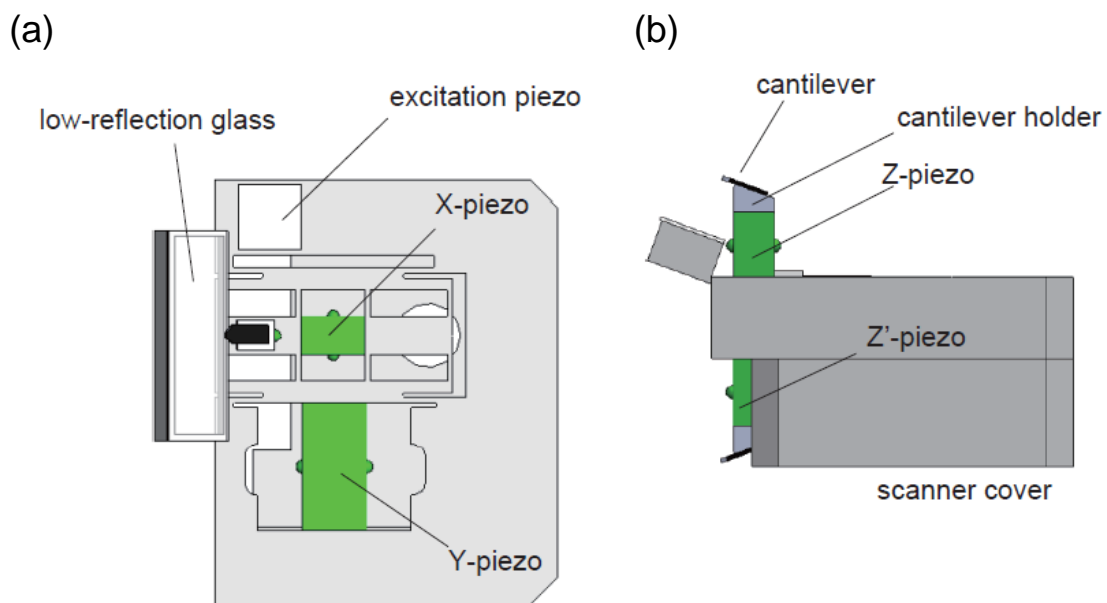 (a)
(b)
cantilever
excitation piezo
cantilever holder
low-reflection glass
Z-piezo
X-piezo
Z'-piezo
scanner cover
Y-piezo